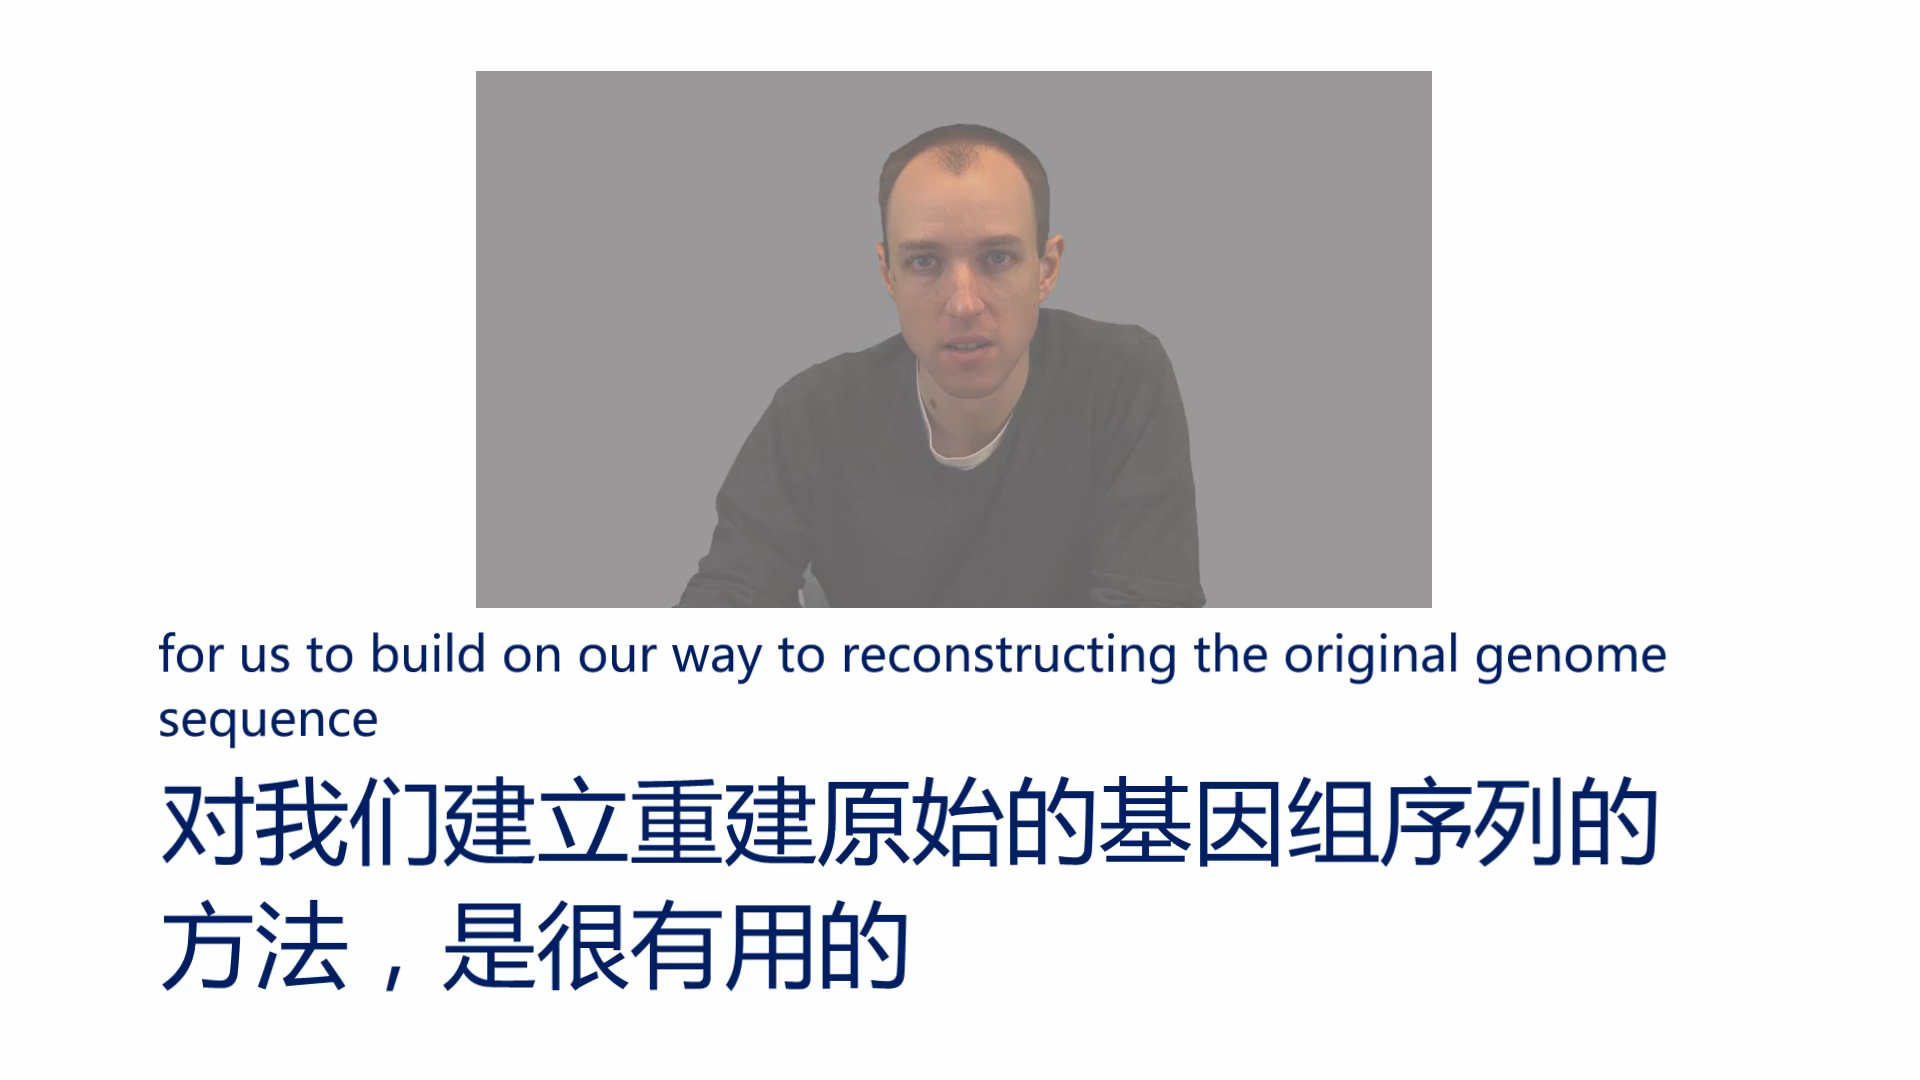 for us to build on our way to reconstructing the original genome
sequence
对我们建立重建原始的基因组序列的
方法，是很有用的